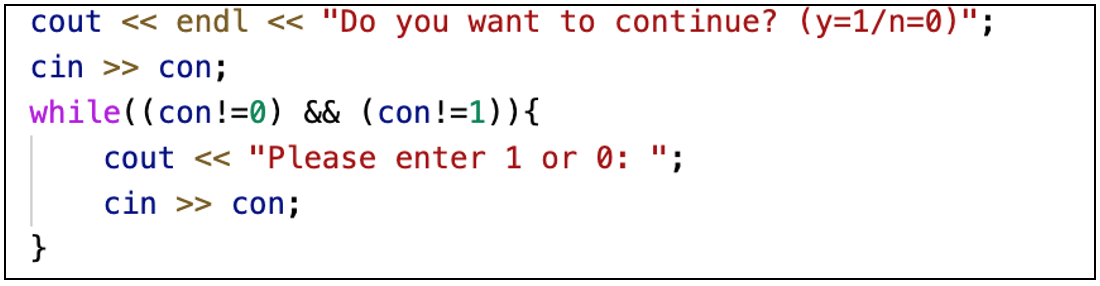 cout << endl << "Do you want to continue? (y=1/n=0)";
cin >> con;
while((con!=0) && (con!=1)){
    cout << "Please enter 1 or 0: ";
    cin >> con;
}